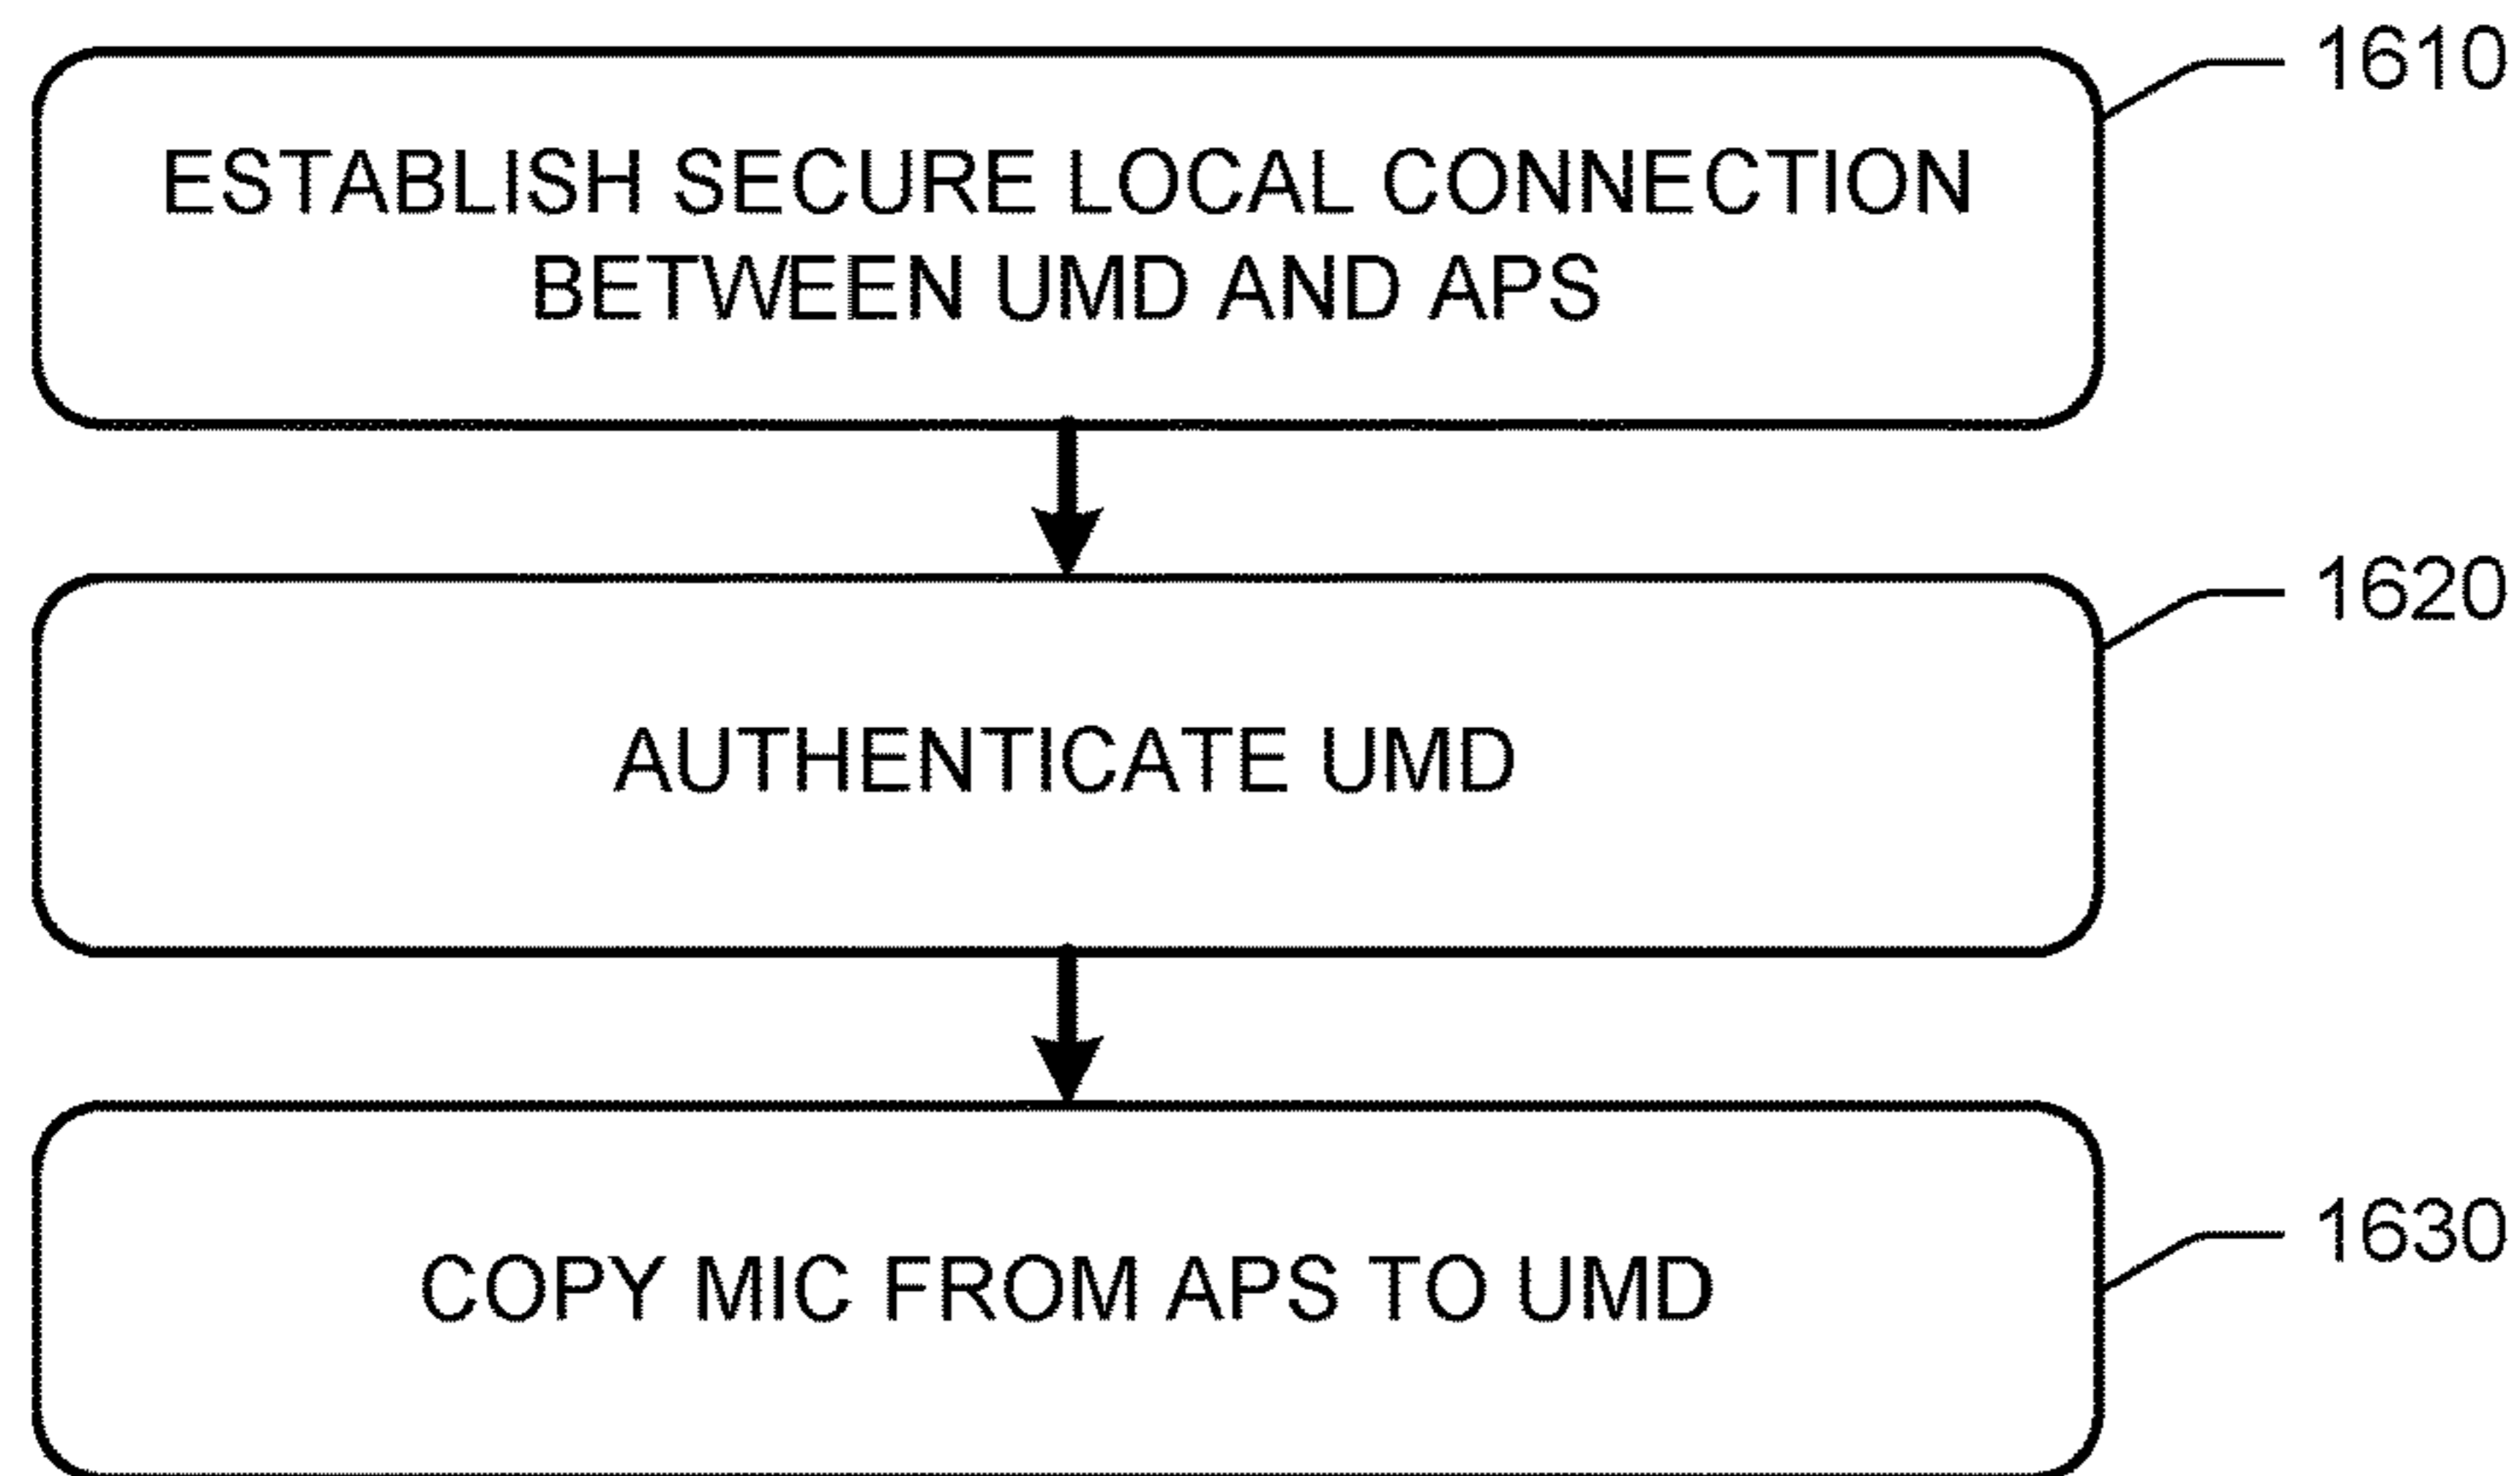 1610
ESTABLISH SECURE LOCAL CONNECTION
BETWEEN UMD AND APS
1620
AUTHENTICATE UMD
1630
COPY MIC FROM APS TO UMD